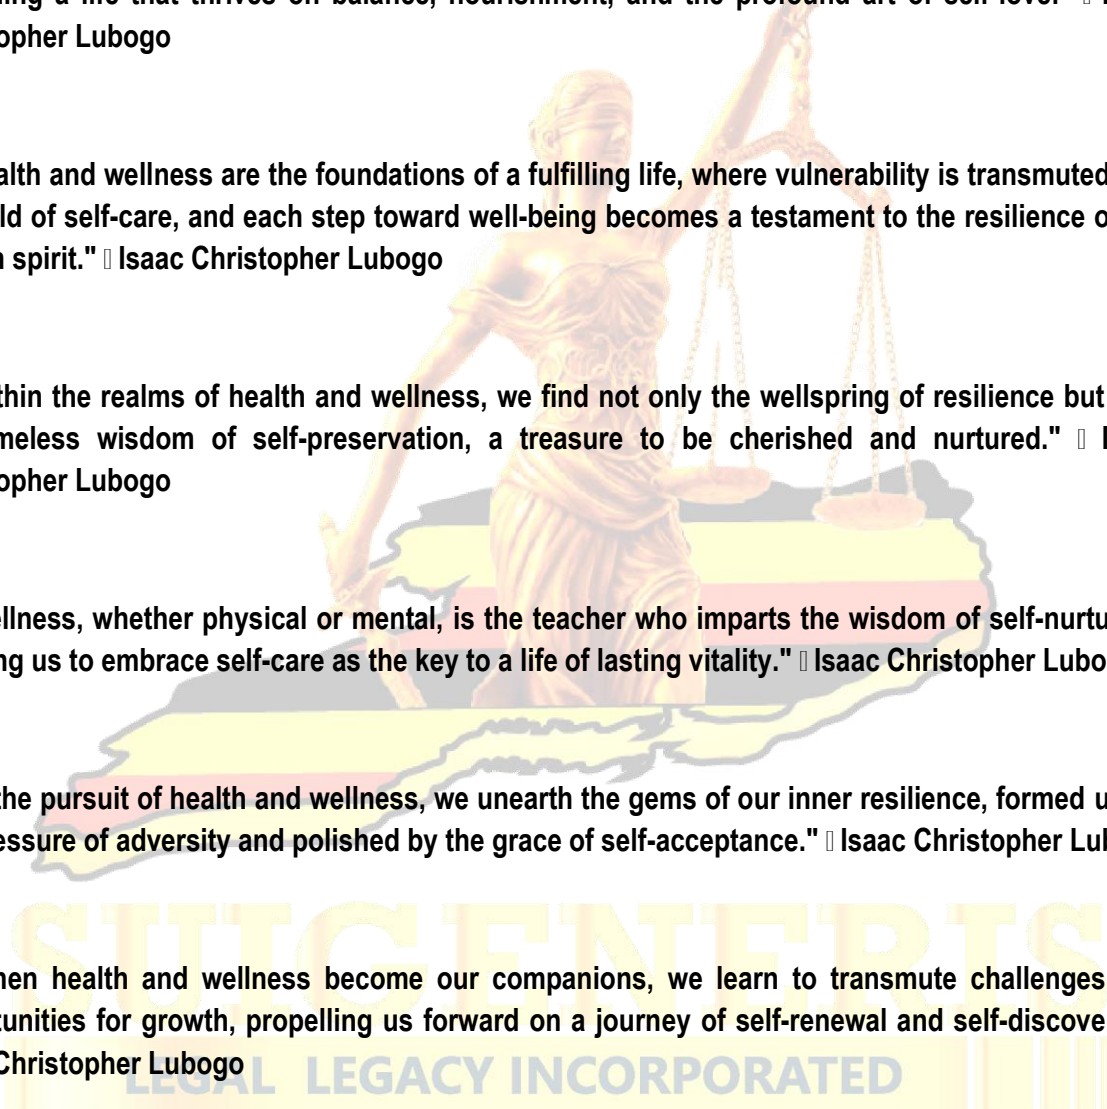 ing a life that thrives on balance, nourishment, and the profound art of self-love."
opher Lubogo
alth and wellness are the foundations of a fulfilling life, where vulnerability is transmuted
ld of self-care, and each step toward well-being becomes a testament to the resilience o
n spirit." ▯ Isaac Christopher Lubogo
thin the realms of health and wellness, we find not only the wellspring of resilience but
meless wisdom of self-preservation, a treasure to be cherished and nurtured." ▯ I
opher Lubogo
ellness, whether physical or mental, is the teacher who imparts the wisdom of self-nurtu
ng us to embrace self-care as the key to a life of lasting vitality." ▯ Isaac Christopher Lubo
the pursuit of health and wellness, we unearth the gems of our inner resilience, formed u
essure of adversity and polished by the grace of self-acceptance." ▯ Isaac Christopher Lub
SUIGENERIS
hen health and wellness become our companions, we learn to transmute challenges
tunities for growth, propelling us forward on a journey of self-renewal and self-discove
Christopher Lubogo
LEGAL LEGACY INCORPORATED